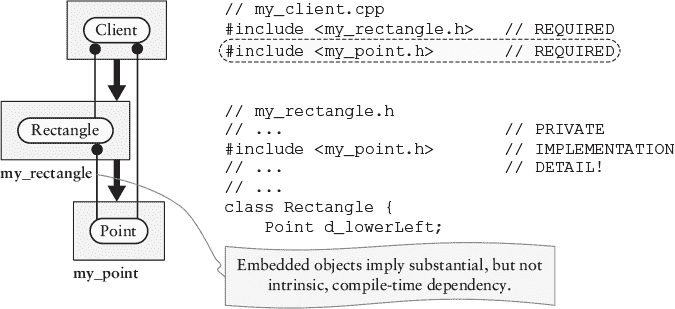 Client
Rectangle
my_rectangle
Point
my_point
// my_client.cpp
#include <my_rectangle.h>   // REQUIRED
#include <my_point.h>       // REQUIRED
// my_rectangle.h
// ...                      // PRIVATE
#include <my_point.h>       // IMPLEMENTATION
// ...                      // DETAIL!
// ...
class Rectangle {
    Point d_lowerLeft;
Embedded objects imply substantial, but not
intrinsic, compile-time dependency.